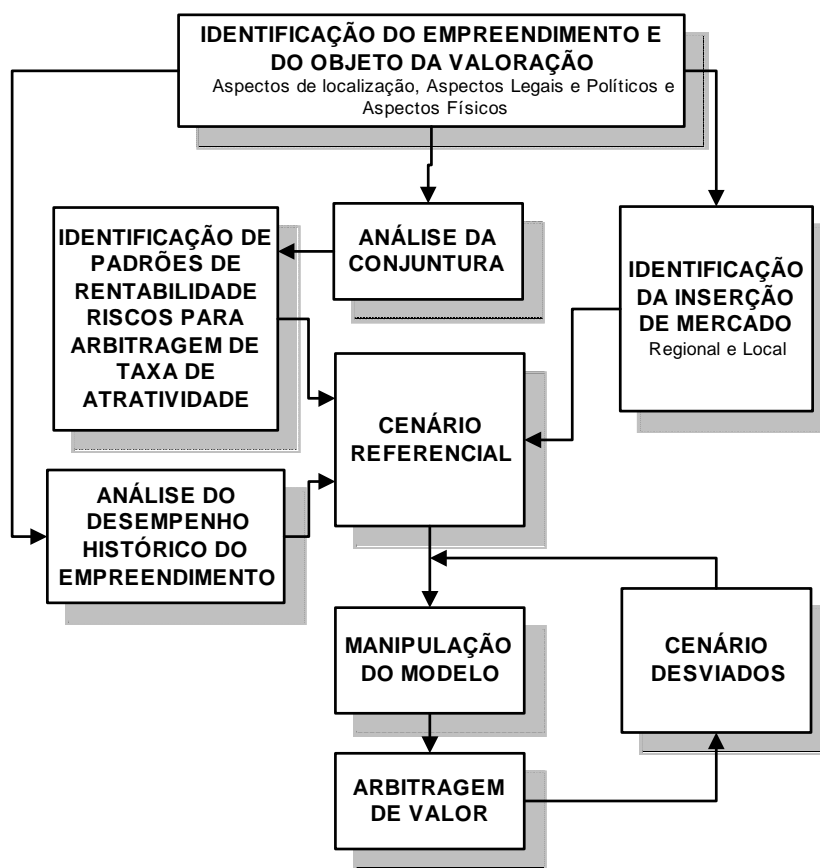 IDENTIFICAÇÃO DO EMPREENDIMENTO E
DO OBJETO DA VALORAÇÃO
Aspectos de localização, Aspectos Legais e Políticos e
Aspectos Físicos
IDENTIFICAÇÃO DE
PADRÕES DE
RENTABILIDADE
RISCOS PARA
ARBITRAGEM DE
TAXA DE
ATRATIVIDADE
ANÁLISE DA
CONJUNTURA
IDENTIFICAÇÃO
DA INSERÇÃO
DE MERCADO
Regional e Local
CENÁRIO
REFERENCIAL
ANÁLISE DO
DESEMPENHO
HISTÓRICO DO
EMPREENDIMENTO
MANIPULAÇÃO
DO MODELO
CENÁRIO
DESVIADOS
ARBITRAGEM
DE VALOR